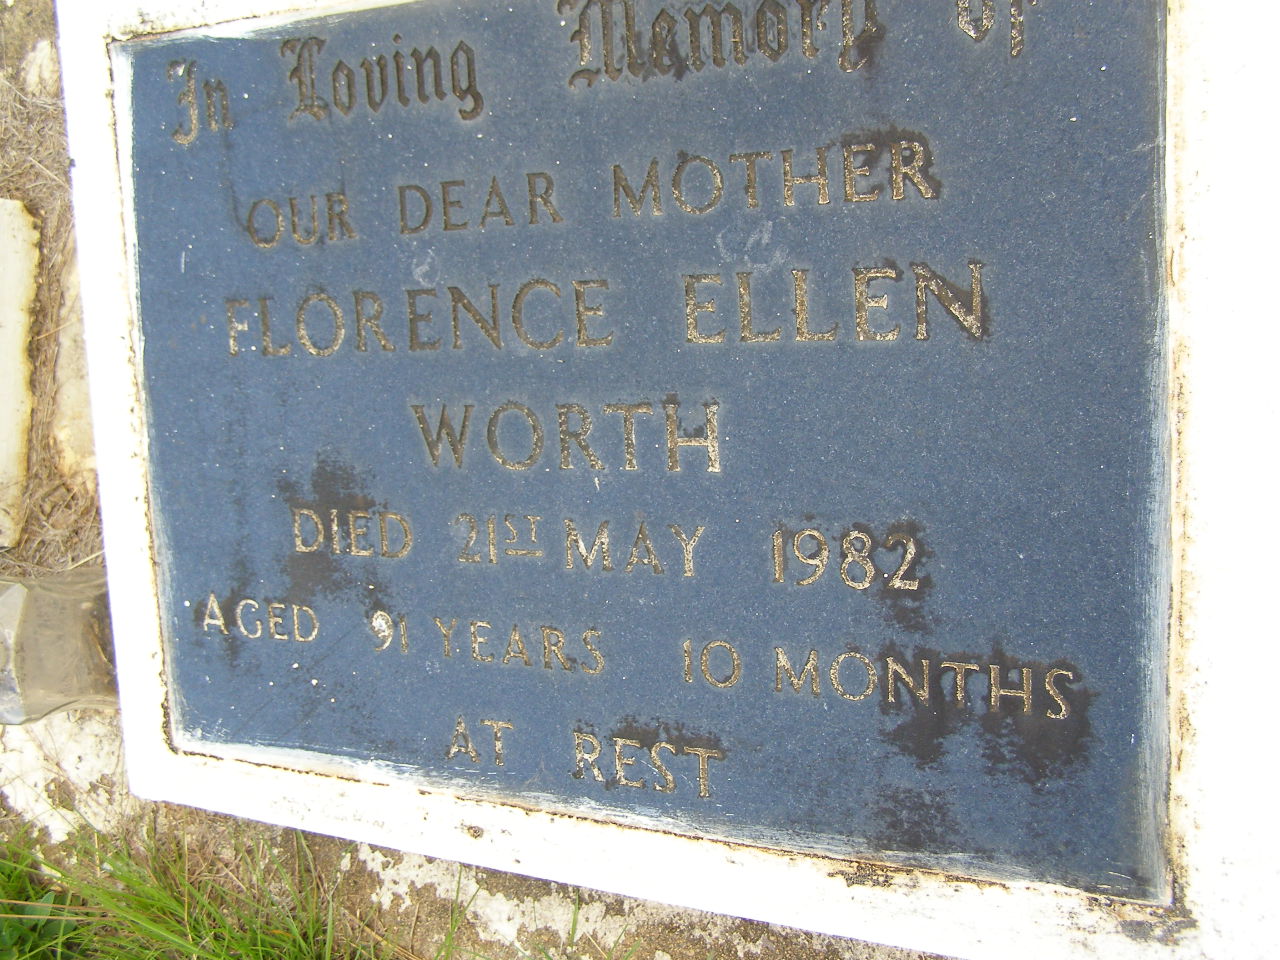 In Loving Memory of
OUR DEAR MOTHER
FLORENCE ELLEN
WORTH
DIED 21ST MAY 1982
AGED 91 YEARS 10 MONTHS
AT REST